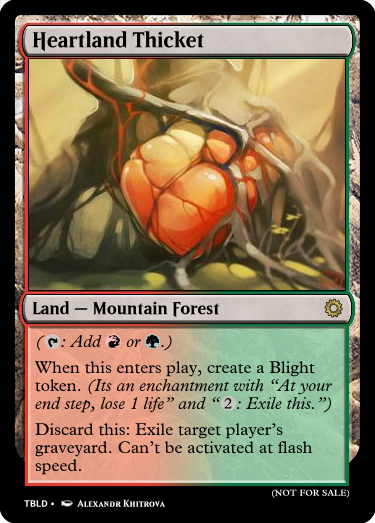 Heartland Thicket
Land — Mountain Forest
(: Add or .)
When this enters play, create a Blight
token. (Its an enchantment with “At your
end step, lose 1 life” and “2: Exile this.”)
Discard this: Exile target player's
graveyard. Can't be activated at flash
speed.
(NOT FOR SALE)
TBLD • Alexandr Khitrova